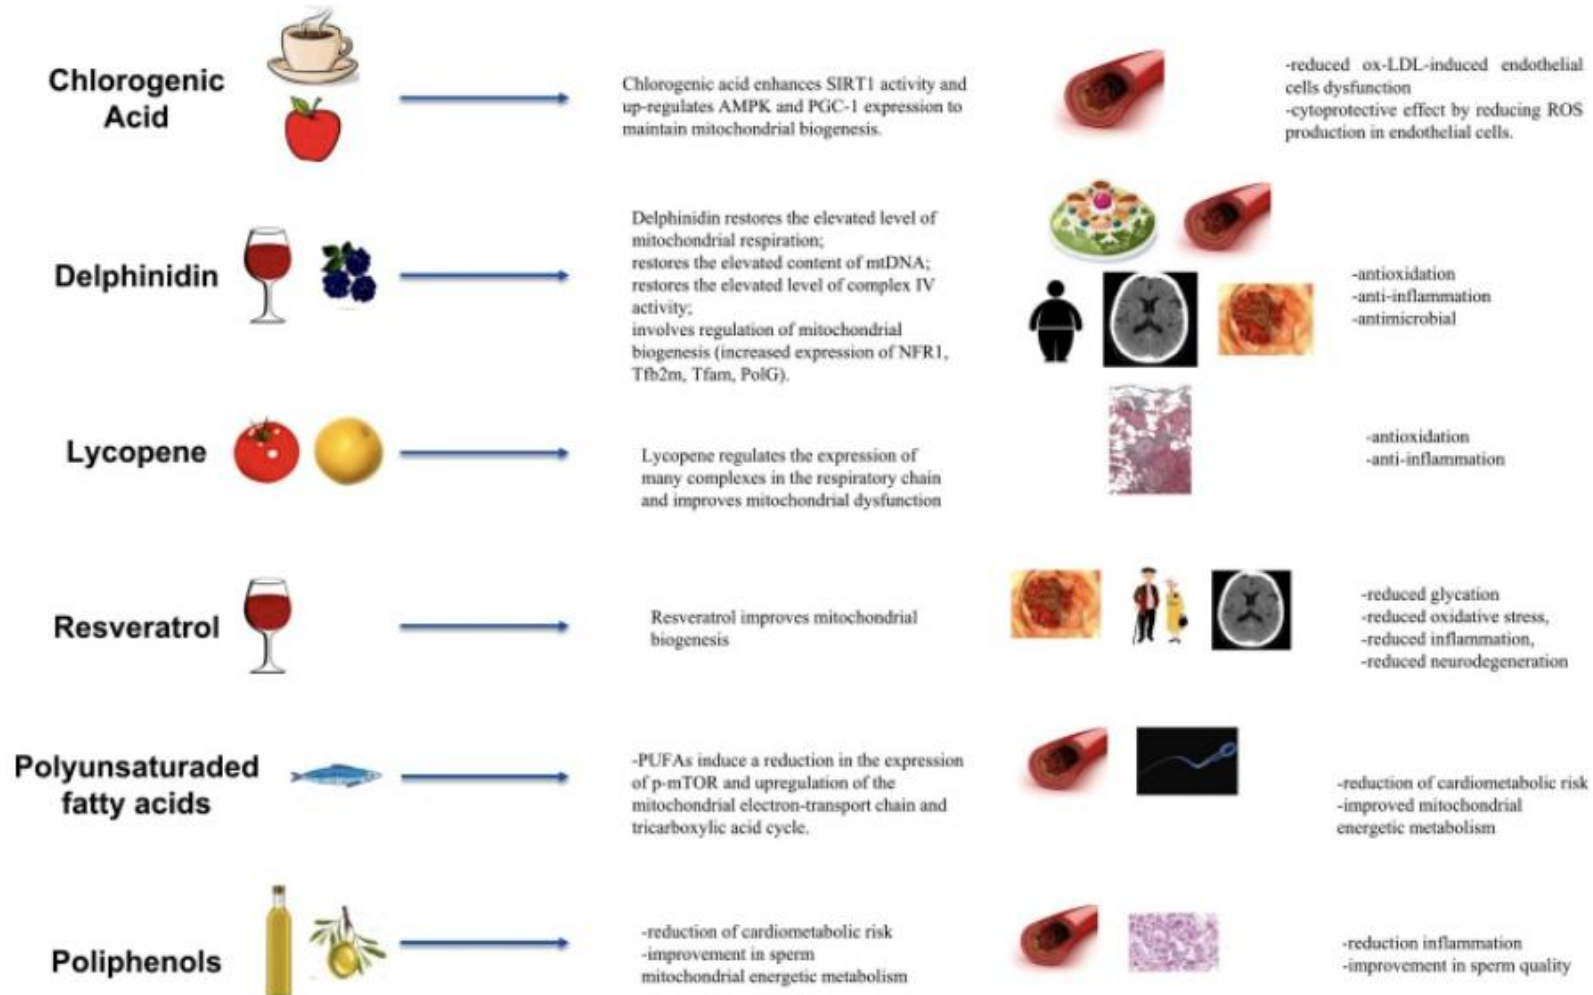 Chlorogenic
Acid
Chlorogenic acid enhances SIRT1 activity and
up-regulates AMPK and PGC-1 expression to
maintain mitochondrial biogenesis.
-reduced ox-LDL-induced endothelial
cells dysfunction
-cytoprotective effect by reducing ROS
production in endothelial cells.
Delphinidin
Delphinidin restores the elevated level of
mitochondrial respiration;
restores the elevated content of mtDNA;
restores the elevated level of complex IV
activity;
involves regulation of mitochondrial
biogenesis (increased expression of NFR1,
Tfb2m, Tfam, PolG).
-antioxidation
-anti-inflammation
-antimicrobial
Lycopene
Lycopene regulates the expression of
many complexes in the respiratory chain
and improves mitochondrial dysfunction
-antioxidation
-anti-inflammation
Resveratrol
Resveratrol improves mitochondrial
biogenesis
-reduced glycation
-reduced oxidative stress,
-reduced inflammation,
-reduced neurodegeneration
Polyunsaturaded
fatty acids
-PUFAs induce a reduction in the expression
of p-mTOR and upregulation of the
mitochondrial electron-transport chain and
tricarboxylic acid cycle.
-reduction of cardiometabolic risk
-improved mitochondrial
energetic metabolism
Poliphenols
-reduction of cardiometabolic risk
-improvement in sperm
mitochondrial energetic metabolism
-reduction inflammation
-improvement in sperm quality